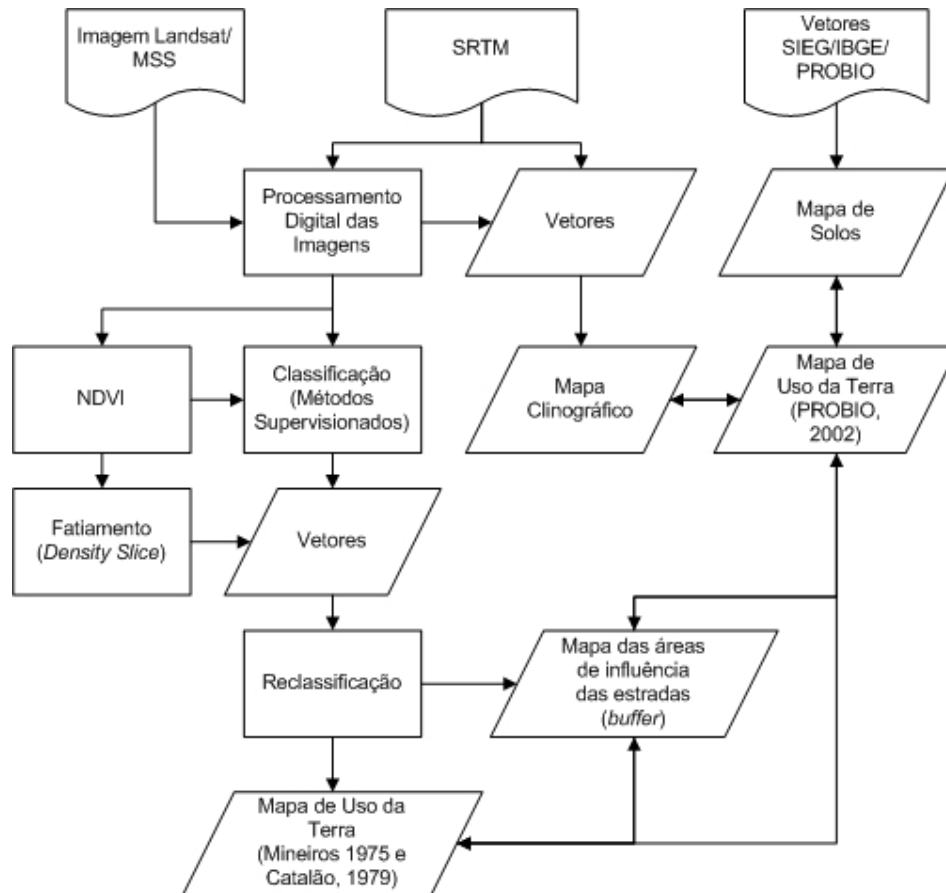 Imagem Landsat/
MSS
SRTM
Vetores
SIEG/IBGE/
PROBIO
Processamento
Digital das
Imagens
Vetores
Mapa de
Solos
NDVI
Classificação
(Métodos
Supervisionados)
Mapa
Clinográfico
Mapa de
Uso da Terra
(PROBIO,
2002)
Fatiamento
(Density Slice)
Vetores
Reclassificação
Mapa das áreas
de influência
das estradas
(buffer)
Mapa de Uso da
Terra
(Mineiros 1975 e
Catalão, 1979)